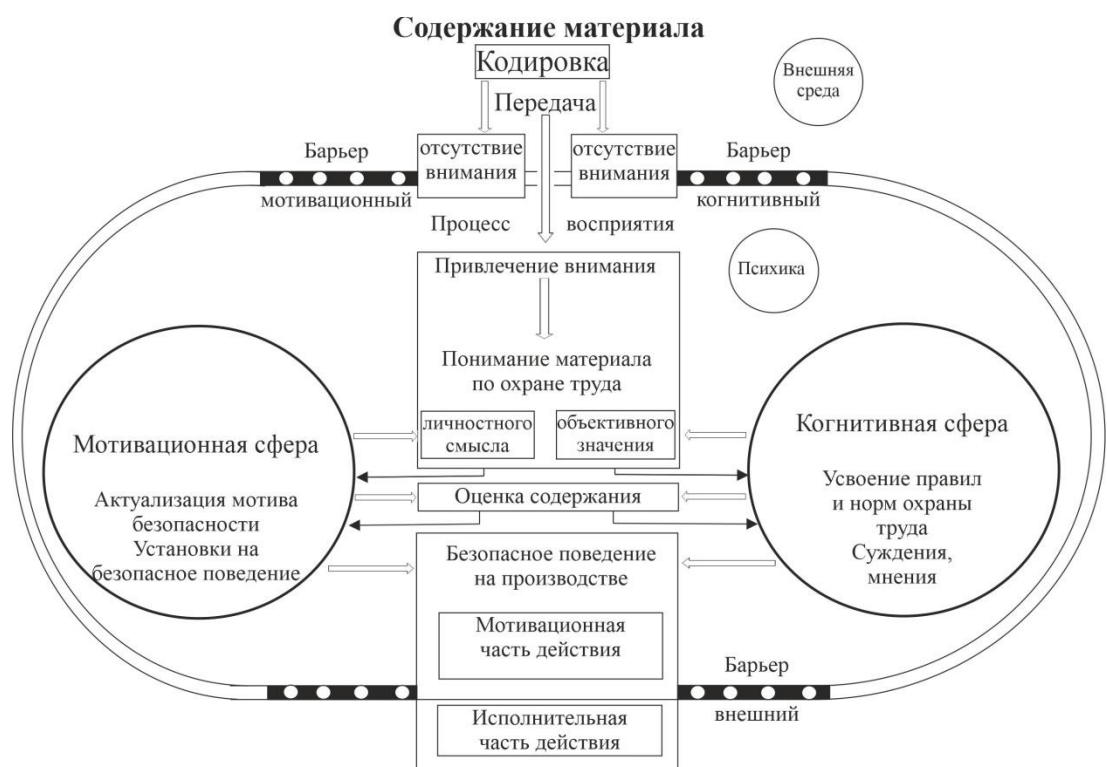 Содержание материала
Кодировка
Передача
Внешняя
среда
Барьер
мотивационный
отсутствие
внимания
отсутствие
внимания
Барьер
когнитивный
Процесс
восприятия
Привлечение внимания
Психика
Понимание материала
по охране труда
личностного
смысла
объективного
значения
Мотивационная сфера
Актуализация мотива
безопасности
Установки на
безопасное поведение
Когнитивная сфера
Усвоение правил
и норм охраны
труда
Суждения,
мнения
Оценка содержания
Безопасное поведение
на производстве
Мотивационная
часть действия
Барьер
внешний
Исполнительная
часть действия